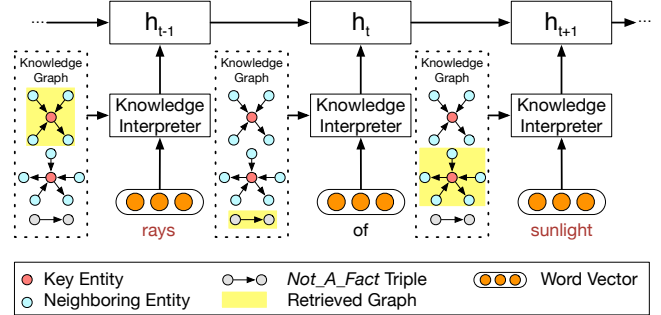 ... h_{t-1} h_t h_{t+1} ...
Knowledge Graph
Knowledge Interpreter
rays
Knowledge Graph
Knowledge Interpreter
of
Knowledge Graph
Knowledge Interpreter
sunlight
Key Entity
Neighboring Entity
Not_A_Fact Triple
Retrieved Graph
Word Vector